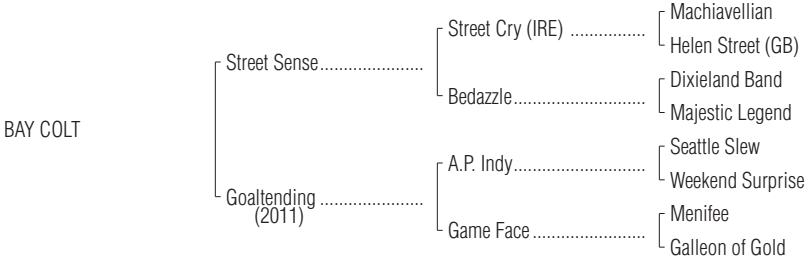 Machiavellian
Street Cry (IRE) ................
Helen Street (GB)
Street Sense......................
Dixieland Band
Bedazzle............................
Majestic Legend
BAY COLT
Seattle Slew
A.P. Indy............................
Weekend Surprise
Goaltending ......................
(2011)
Menifee
Game Face ........................
Galleon of Gold